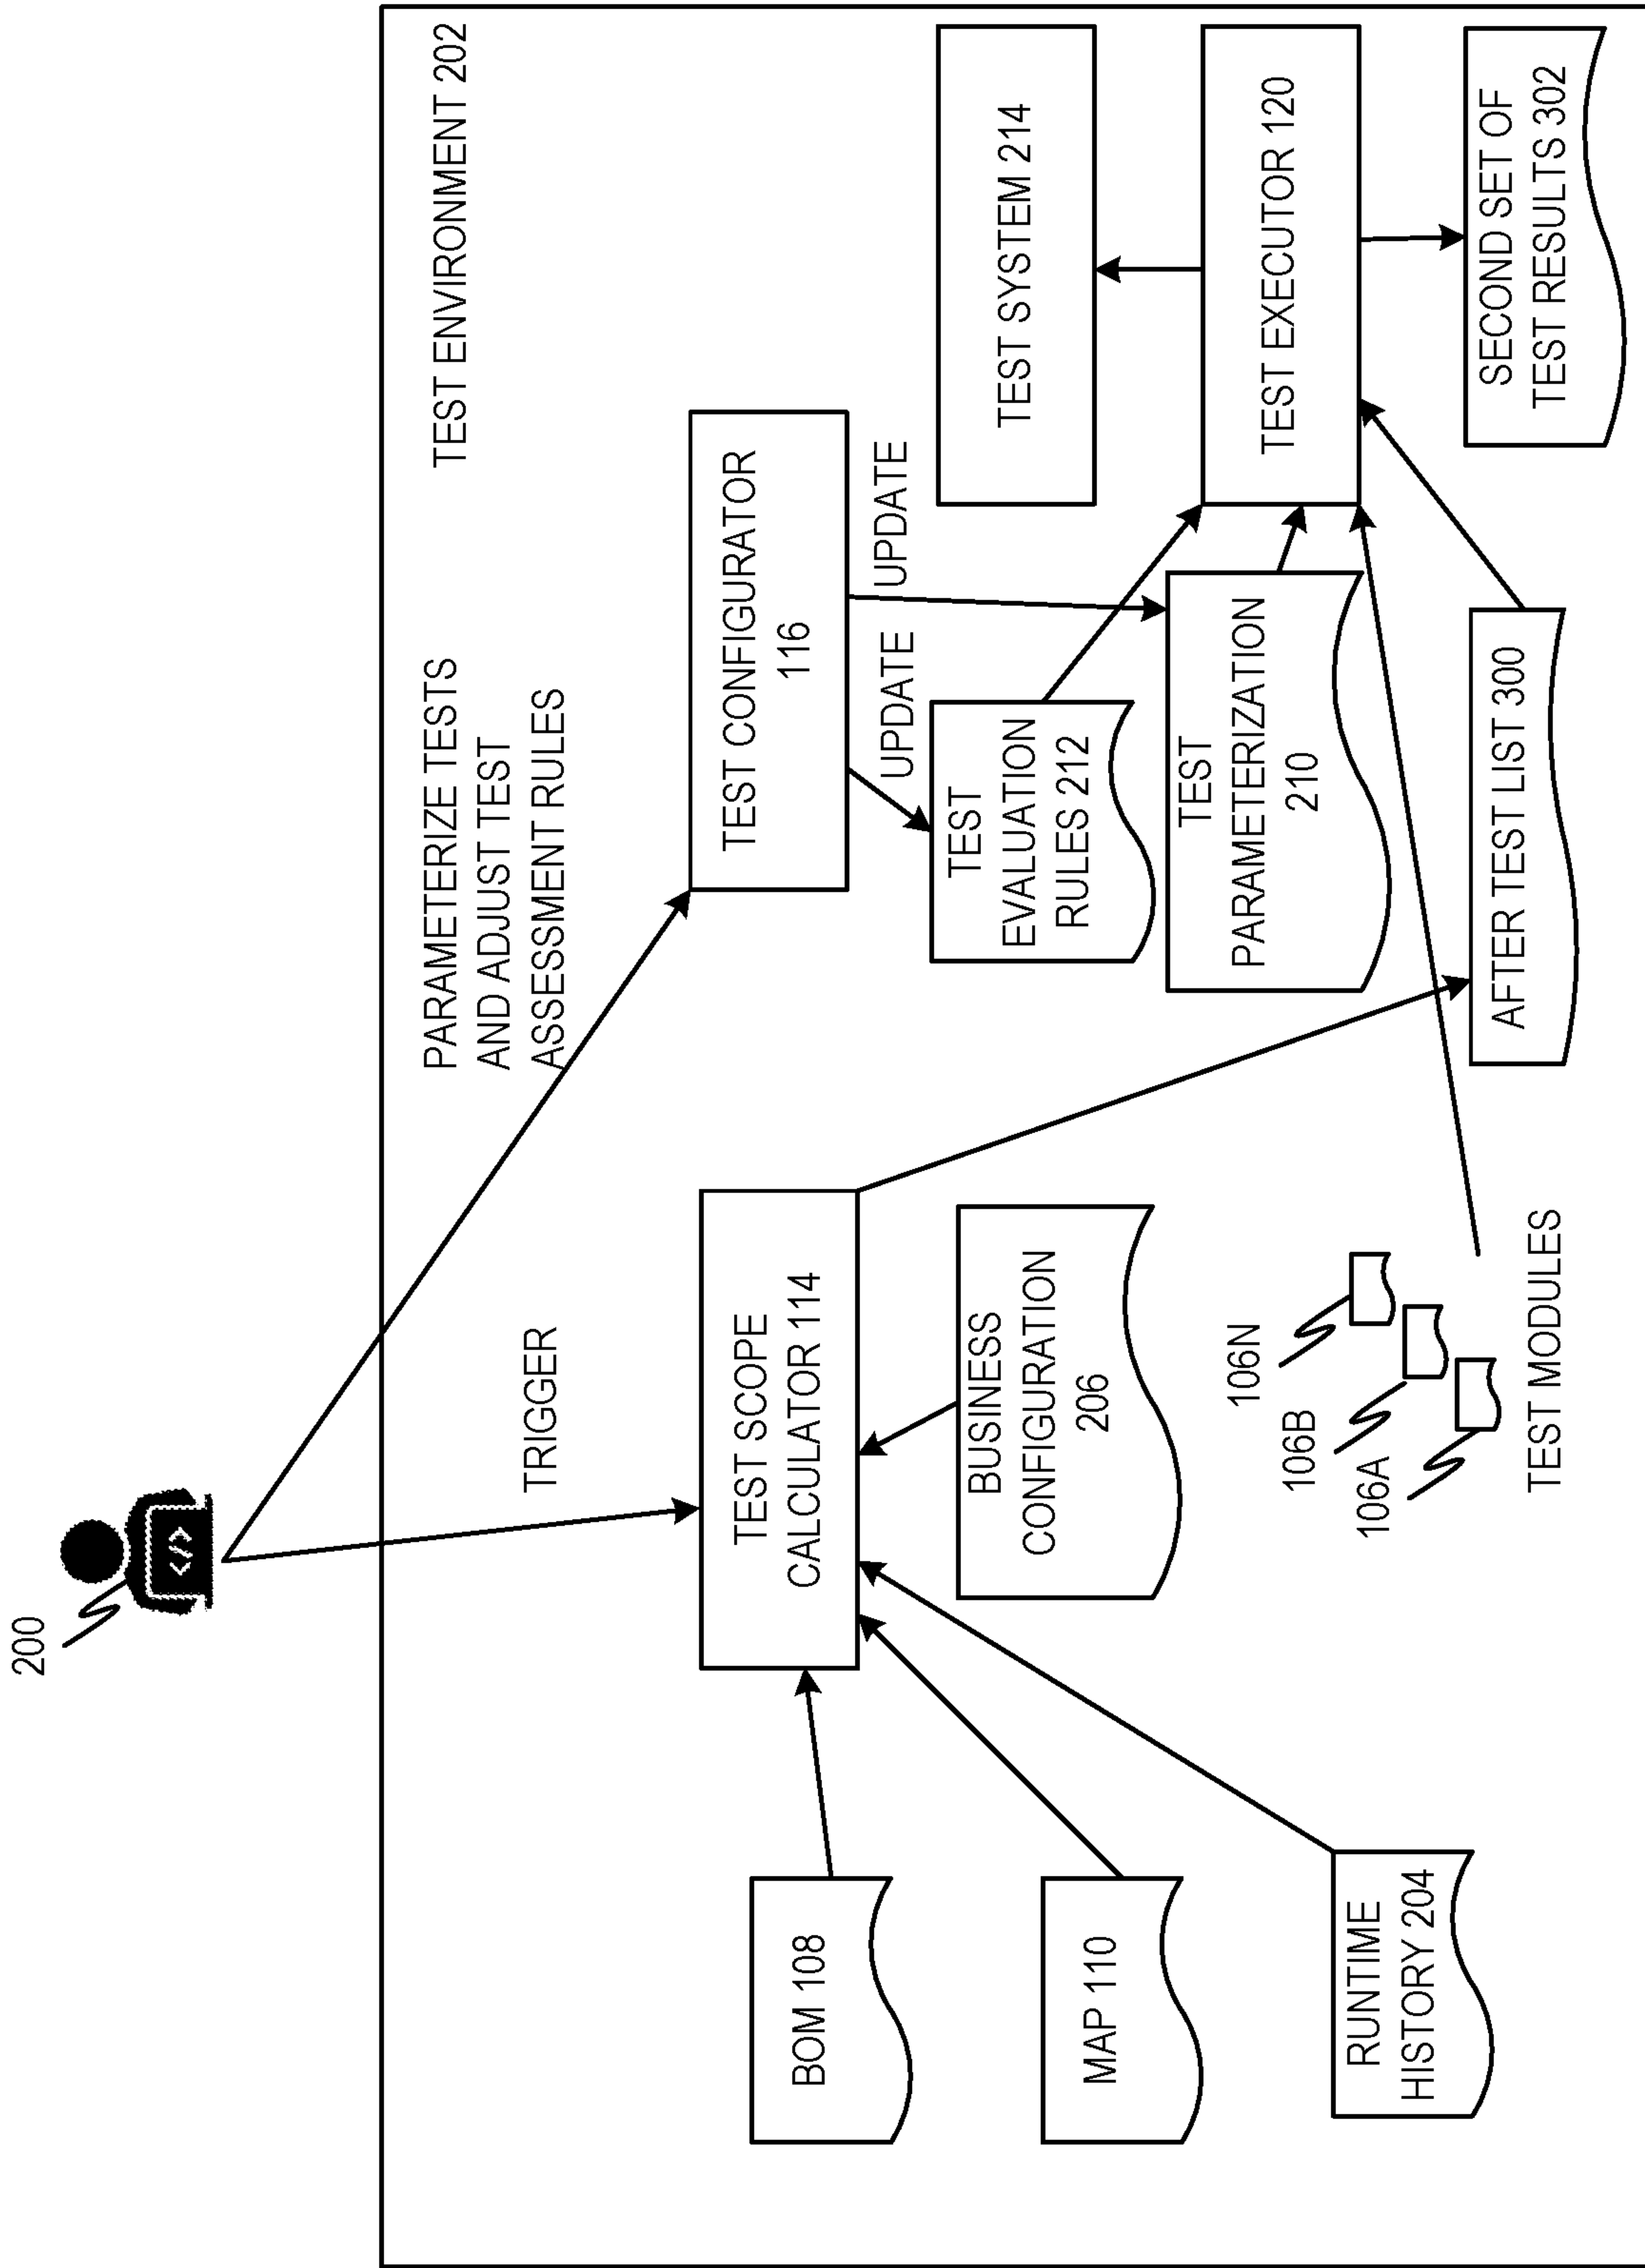 200
TEST ENVIRONMENT 202
TRIGGER
PARAMETERIZE TESTS
AND ADJUST TEST
ASSESSMENT RULES
BOM 108
MAP 110
RUNTIME
HISTORY 204
TEST SCOPE
CALCULATOR 114
BUSINESS
CONFIGURATION
206
106N
106B
106A
TEST MODULES
TEST CONFIGURATOR
116
UPDATE
UPDATE
TEST
EVALUATION
RULES 212
TEST
PARAMETERIZATION
210
AFTER TEST LIST 300
TEST SYSTEM 214
TEST EXECUTOR 120
SECOND SET OF
TEST RESULTS 302